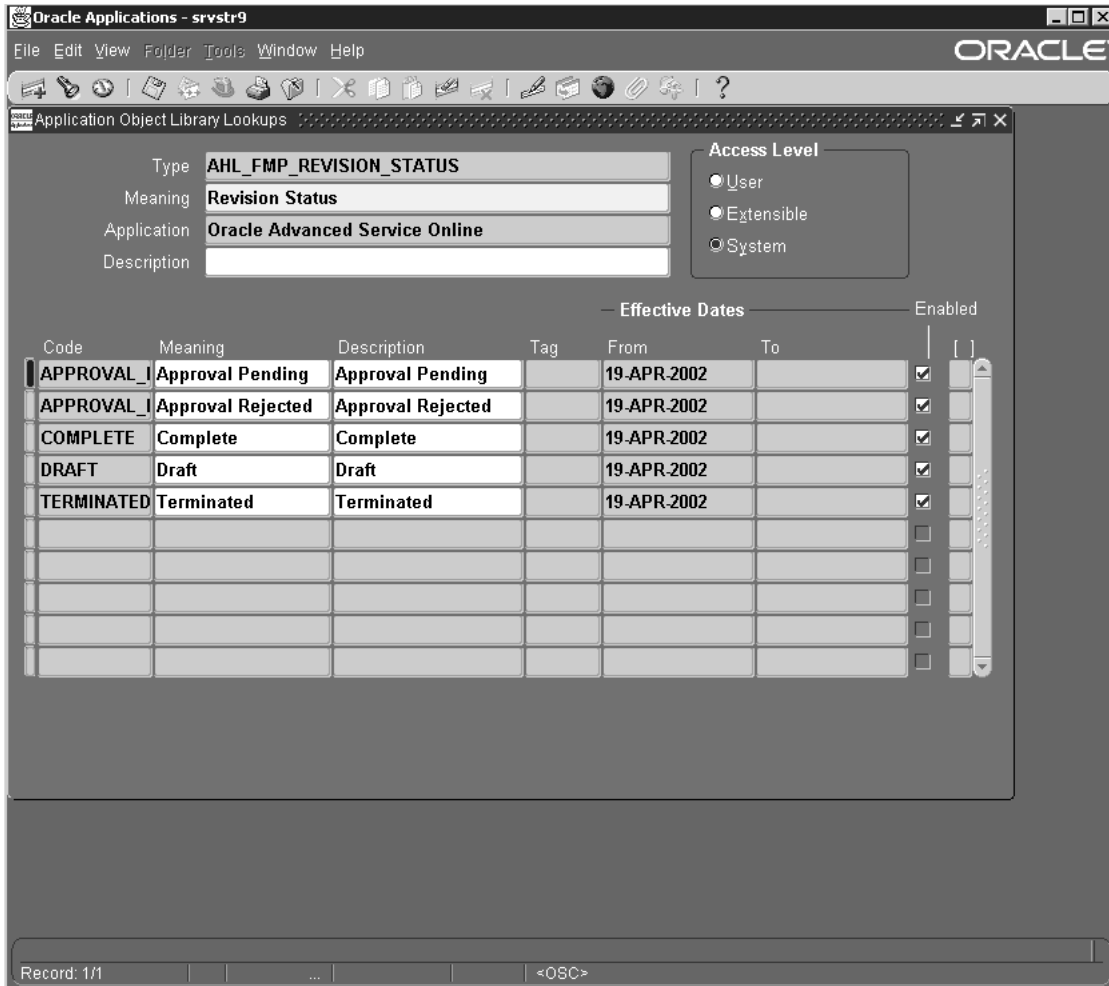 Oracle Applications - srvstr9
File Edit View Folder Tools Window Help
ORACLE
Application Object Library Lookups
Type AHL_FMP_REVISION_STATUS
Meaning Revision Status
Application Oracle Advanced Service Online
Description
Access Level
User
Extensible
System
Effective Dates Enabled
Code Meaning Description Tag From To [ ]
APPROVAL_ Approval Pending Approval Pending 19-APR-2002
APPROVAL_ Approval Rejected Approval Rejected 19-APR-2002
COMPLETE Complete Complete 19-APR-2002
DRAFT Draft Draft 19-APR-2002
TERMINATED Terminated Terminated 19-APR-2002
Record: 1/1 ... <OSC>